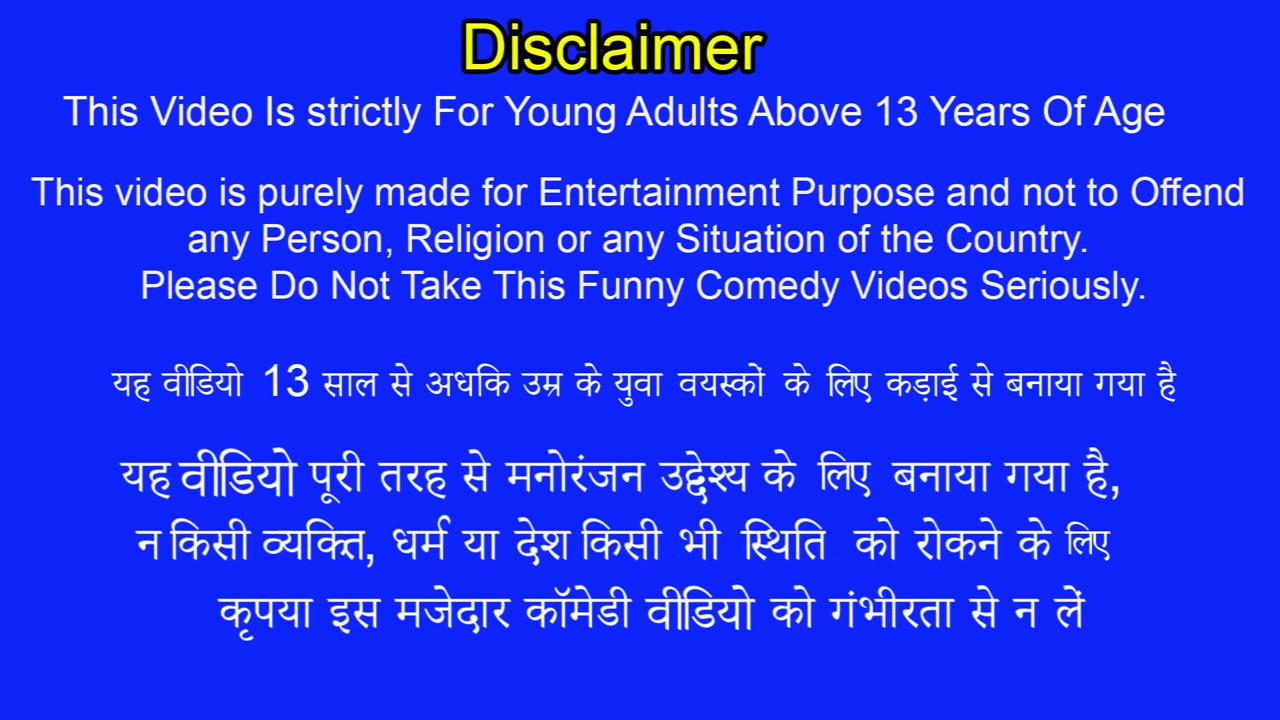 Disclaimer
This Video Is strictly For Young Adults Above 13 Years Of Age
This video is purely made for Entertainment Purpose and not to Offend
any Person, Religion or any Situation of the Country.
Please Do Not Take This Funny Comedy Videos Seriously.
यह वीडियो 13 साल से अधकि उम्र के युवा वयस्कों के लिए कड़ाई से बनाया गया है
यह वीडियो पूरी तरह से मनोरंजन उद्देश्य के लिए बनाया गया है,
न किसी व्यक्ति, धर्म या देश किसी भी स्थिति को रोकने के लिए
कृपया इस मजेदार कॉमेडी वीडियो को गंभीरता से न लें